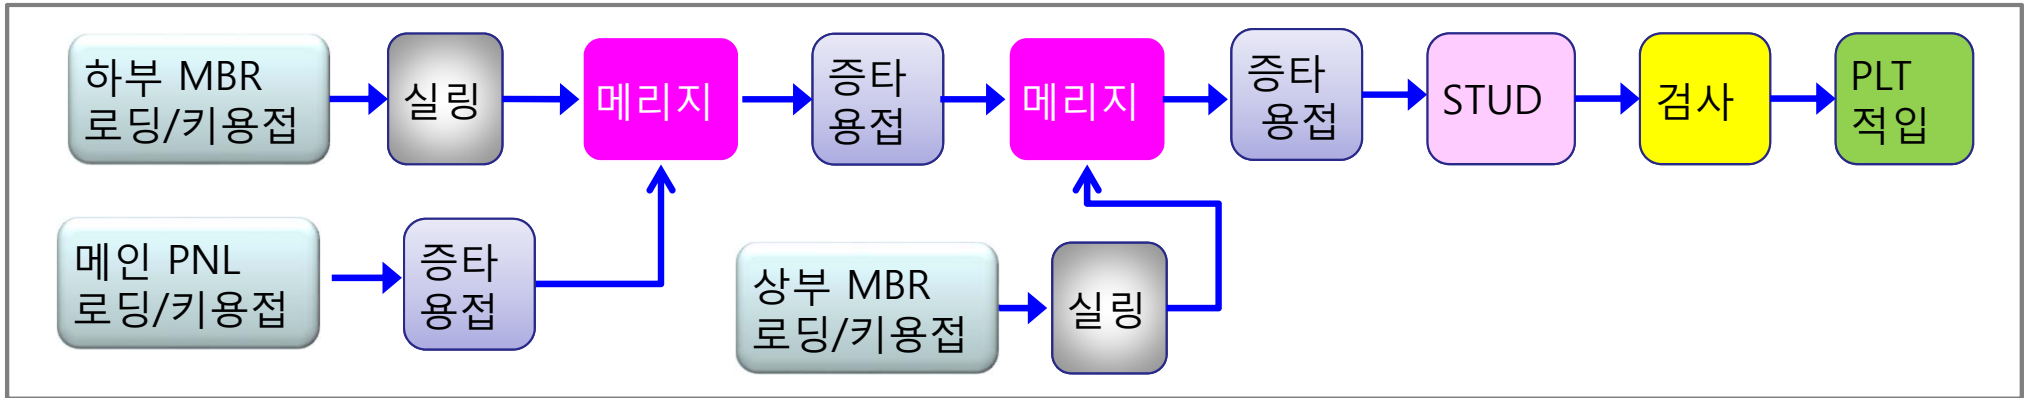 하부 MBR
로딩/키용접
실링
메리지
증타
용접
메리지
증타
용접
STUD
검사
PLT
적입
메인 PNL
로딩/키용접
증타
용접
상부 MBR
로딩/키용접
실링